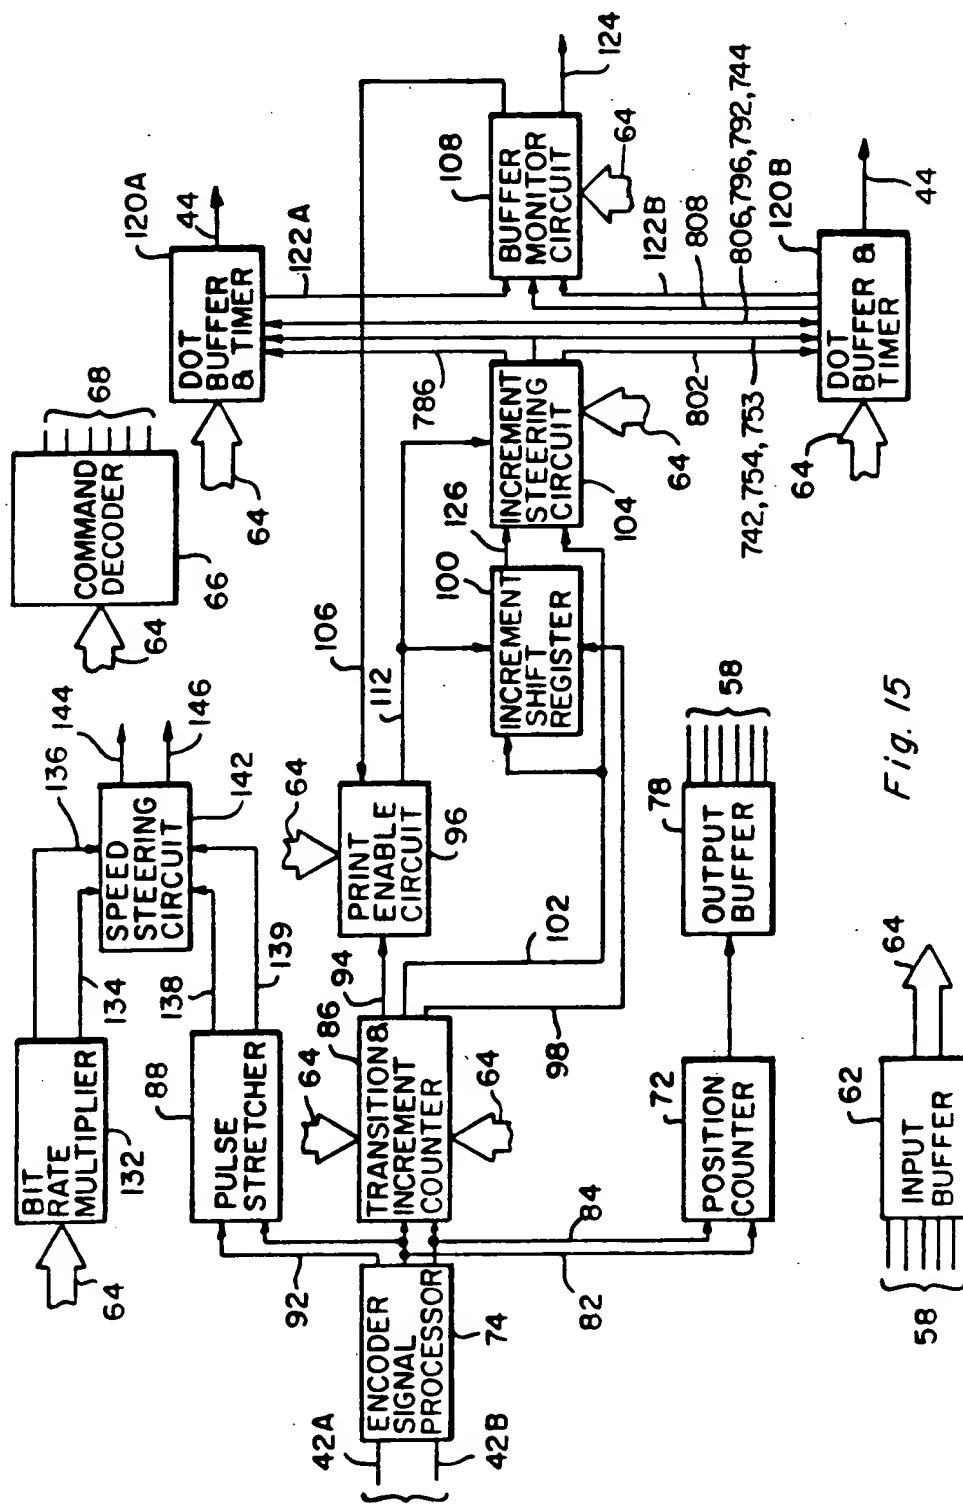 BIT
RATE
MULTIPLIER
132
64
134
136
SPEED
STEERING
CIRCUIT
142
144
146
138
139
PULSE
STRETCHER
88
92
COMMAND
DECODER
66
64
68
DOT
BUFFER
& TIMER
120A
44
64
122A
42A
42B
ENCODER
SIGNAL
PROCESSOR
74
82
84
TRANSITION &
INCREMENT
COUNTER
86
64
64
94
98
102
PRINT
ENABLE
CIRCUIT
96
64
106
112
INCREMENT
SHIFT
REGISTER
100
126
INCREMENT
STEERING
CIRCUIT
104
64
786
802
BUFFER
MONITOR
CIRCUIT
108
64
124
122B
808
806,796,792,744
742,754,753
DOT
BUFFER &
TIMER
120B
44
64
POSITION
COUNTER
72
OUTPUT
BUFFER
78
58
INPUT
BUFFER
62
58
64
Fig. 15